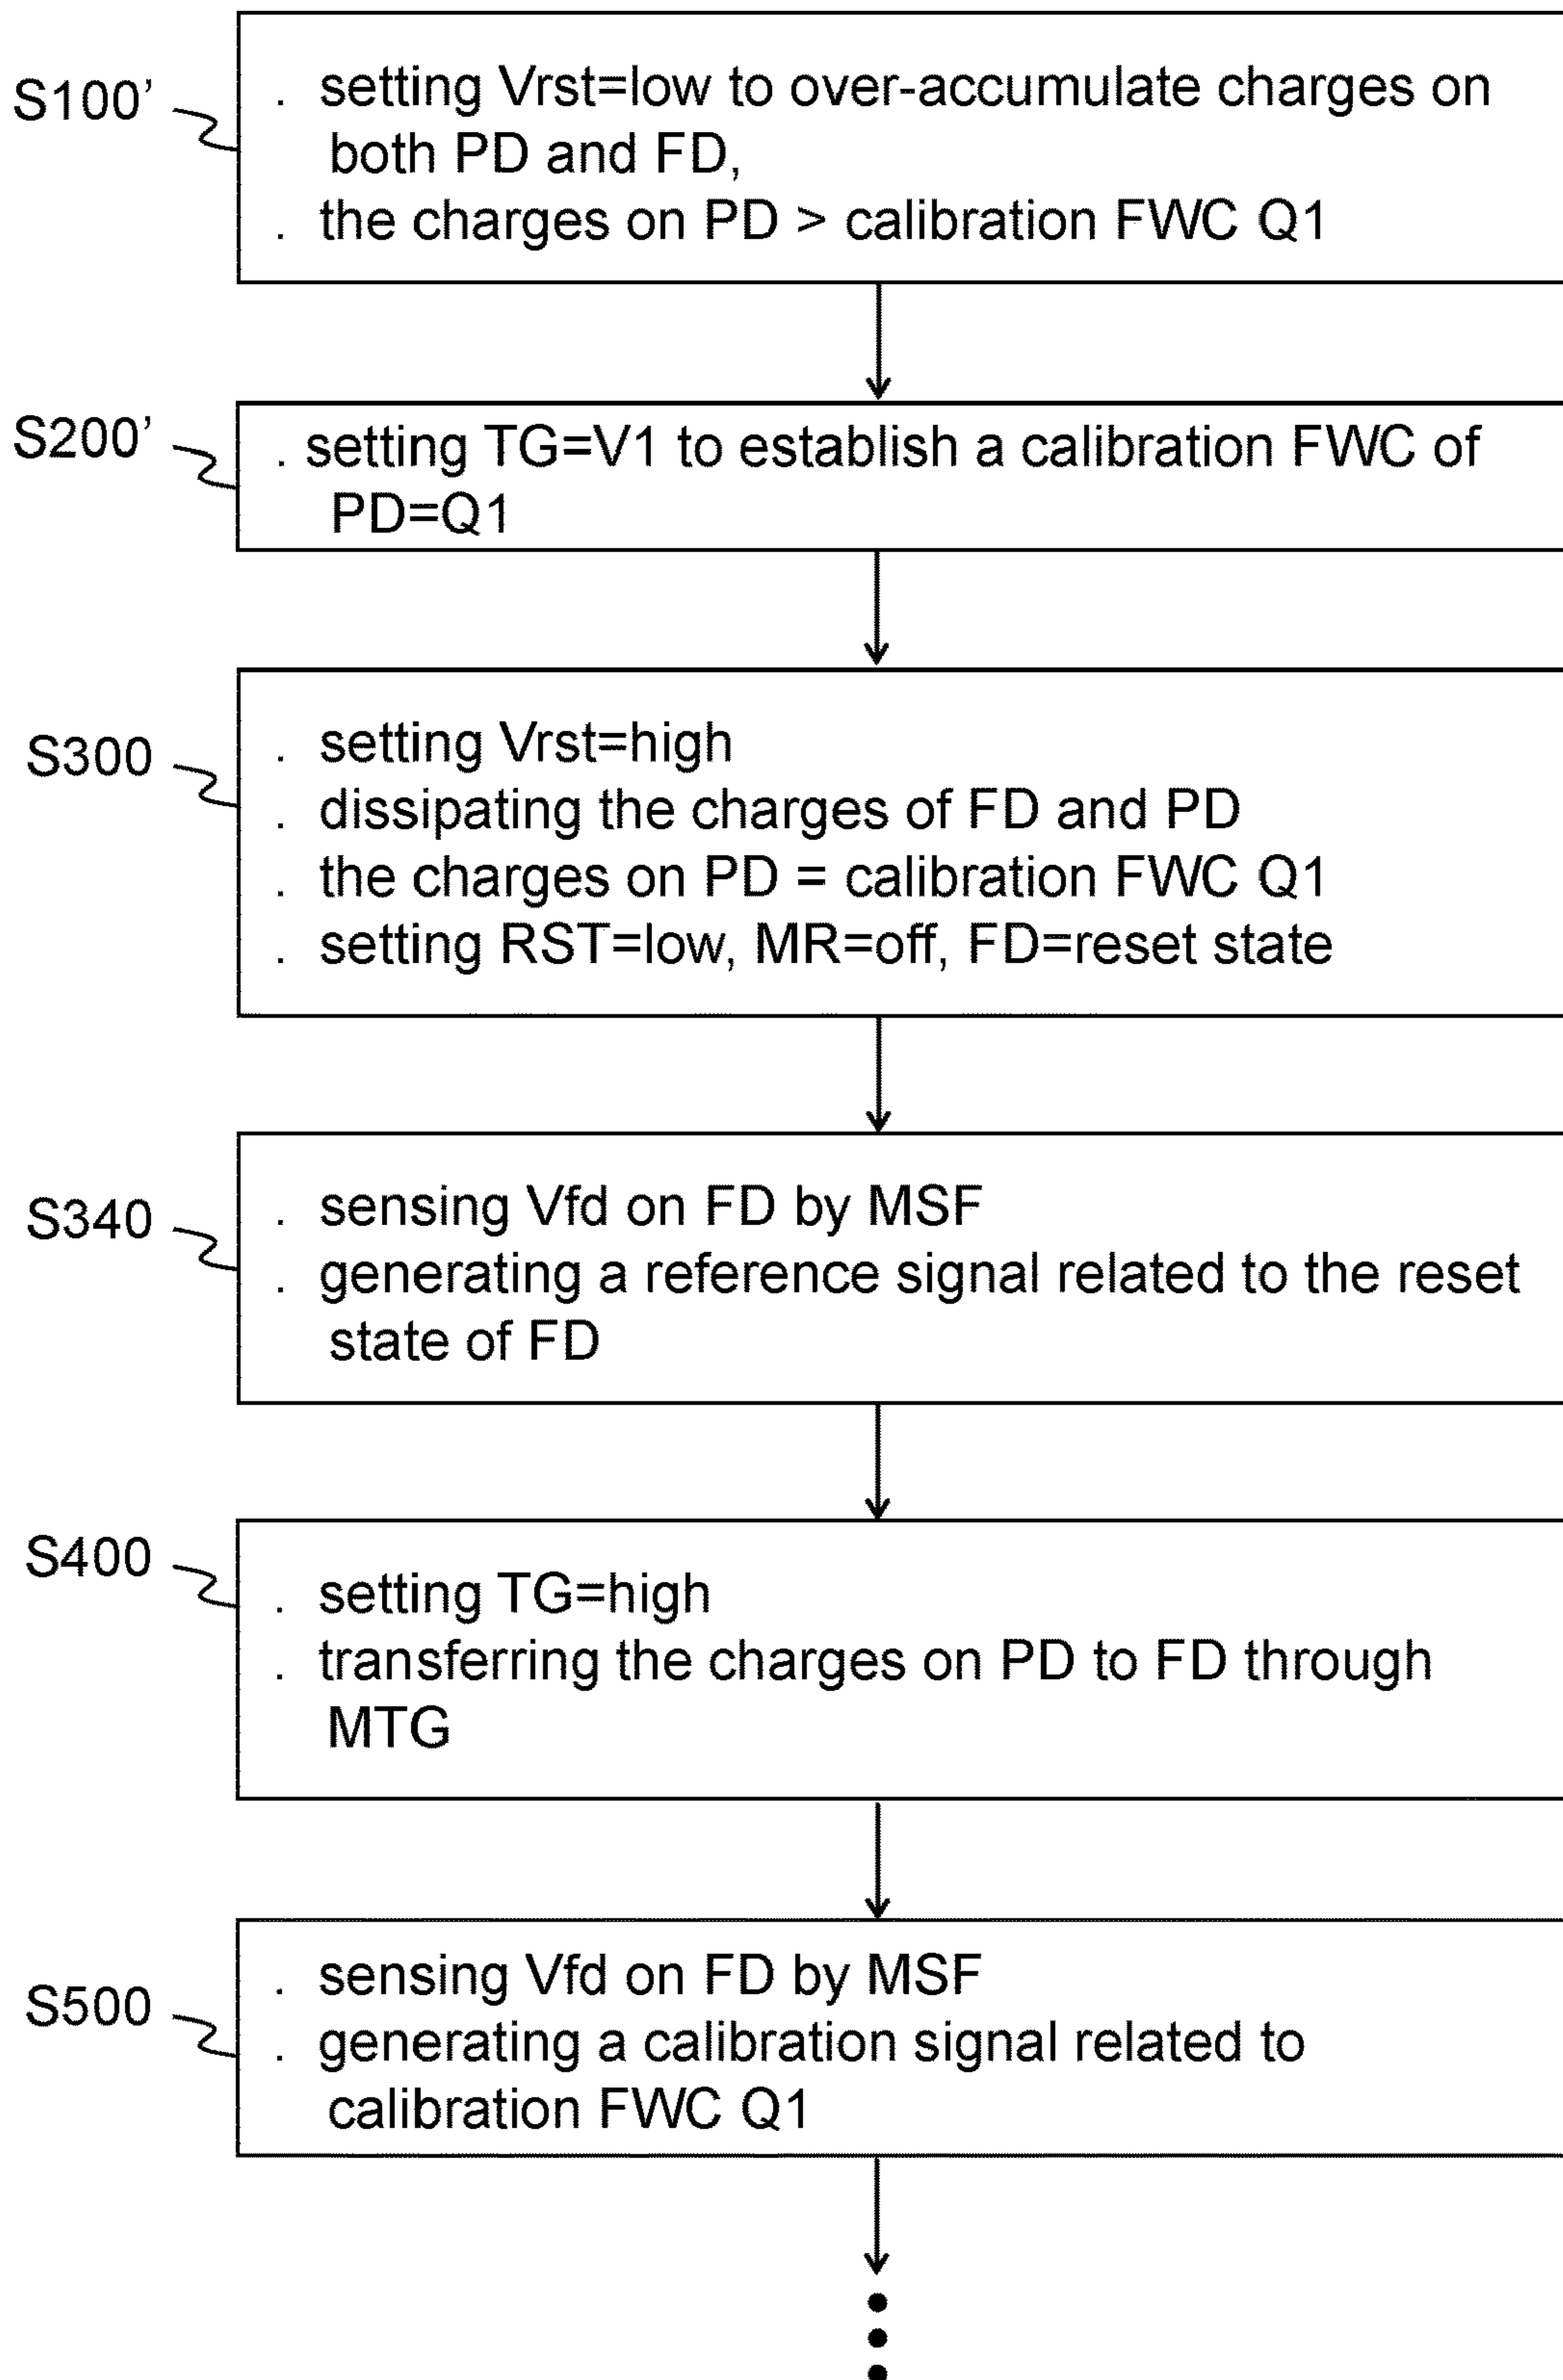 S100’
. setting Vrst=low to over-accumulate charges on
both PD and FD,
. the charges on PD > calibration FWC Q1
S200’
. setting TG=V1 to establish a calibration FWC of
PD=Q1
S300
. setting Vrst=high
. dissipating the charges of FD and PD
. the charges on PD = calibration FWC Q1
. setting RST=low, MR=off, FD=reset state
S340
. sensing Vfd on FD by MSF
. generating a reference signal related to the reset
state of FD
S400
. setting TG=high
. transferring the charges on PD to FD through
MTG
S500
. sensing Vfd on FD by MSF
. generating a calibration signal related to
calibration FWC Q1